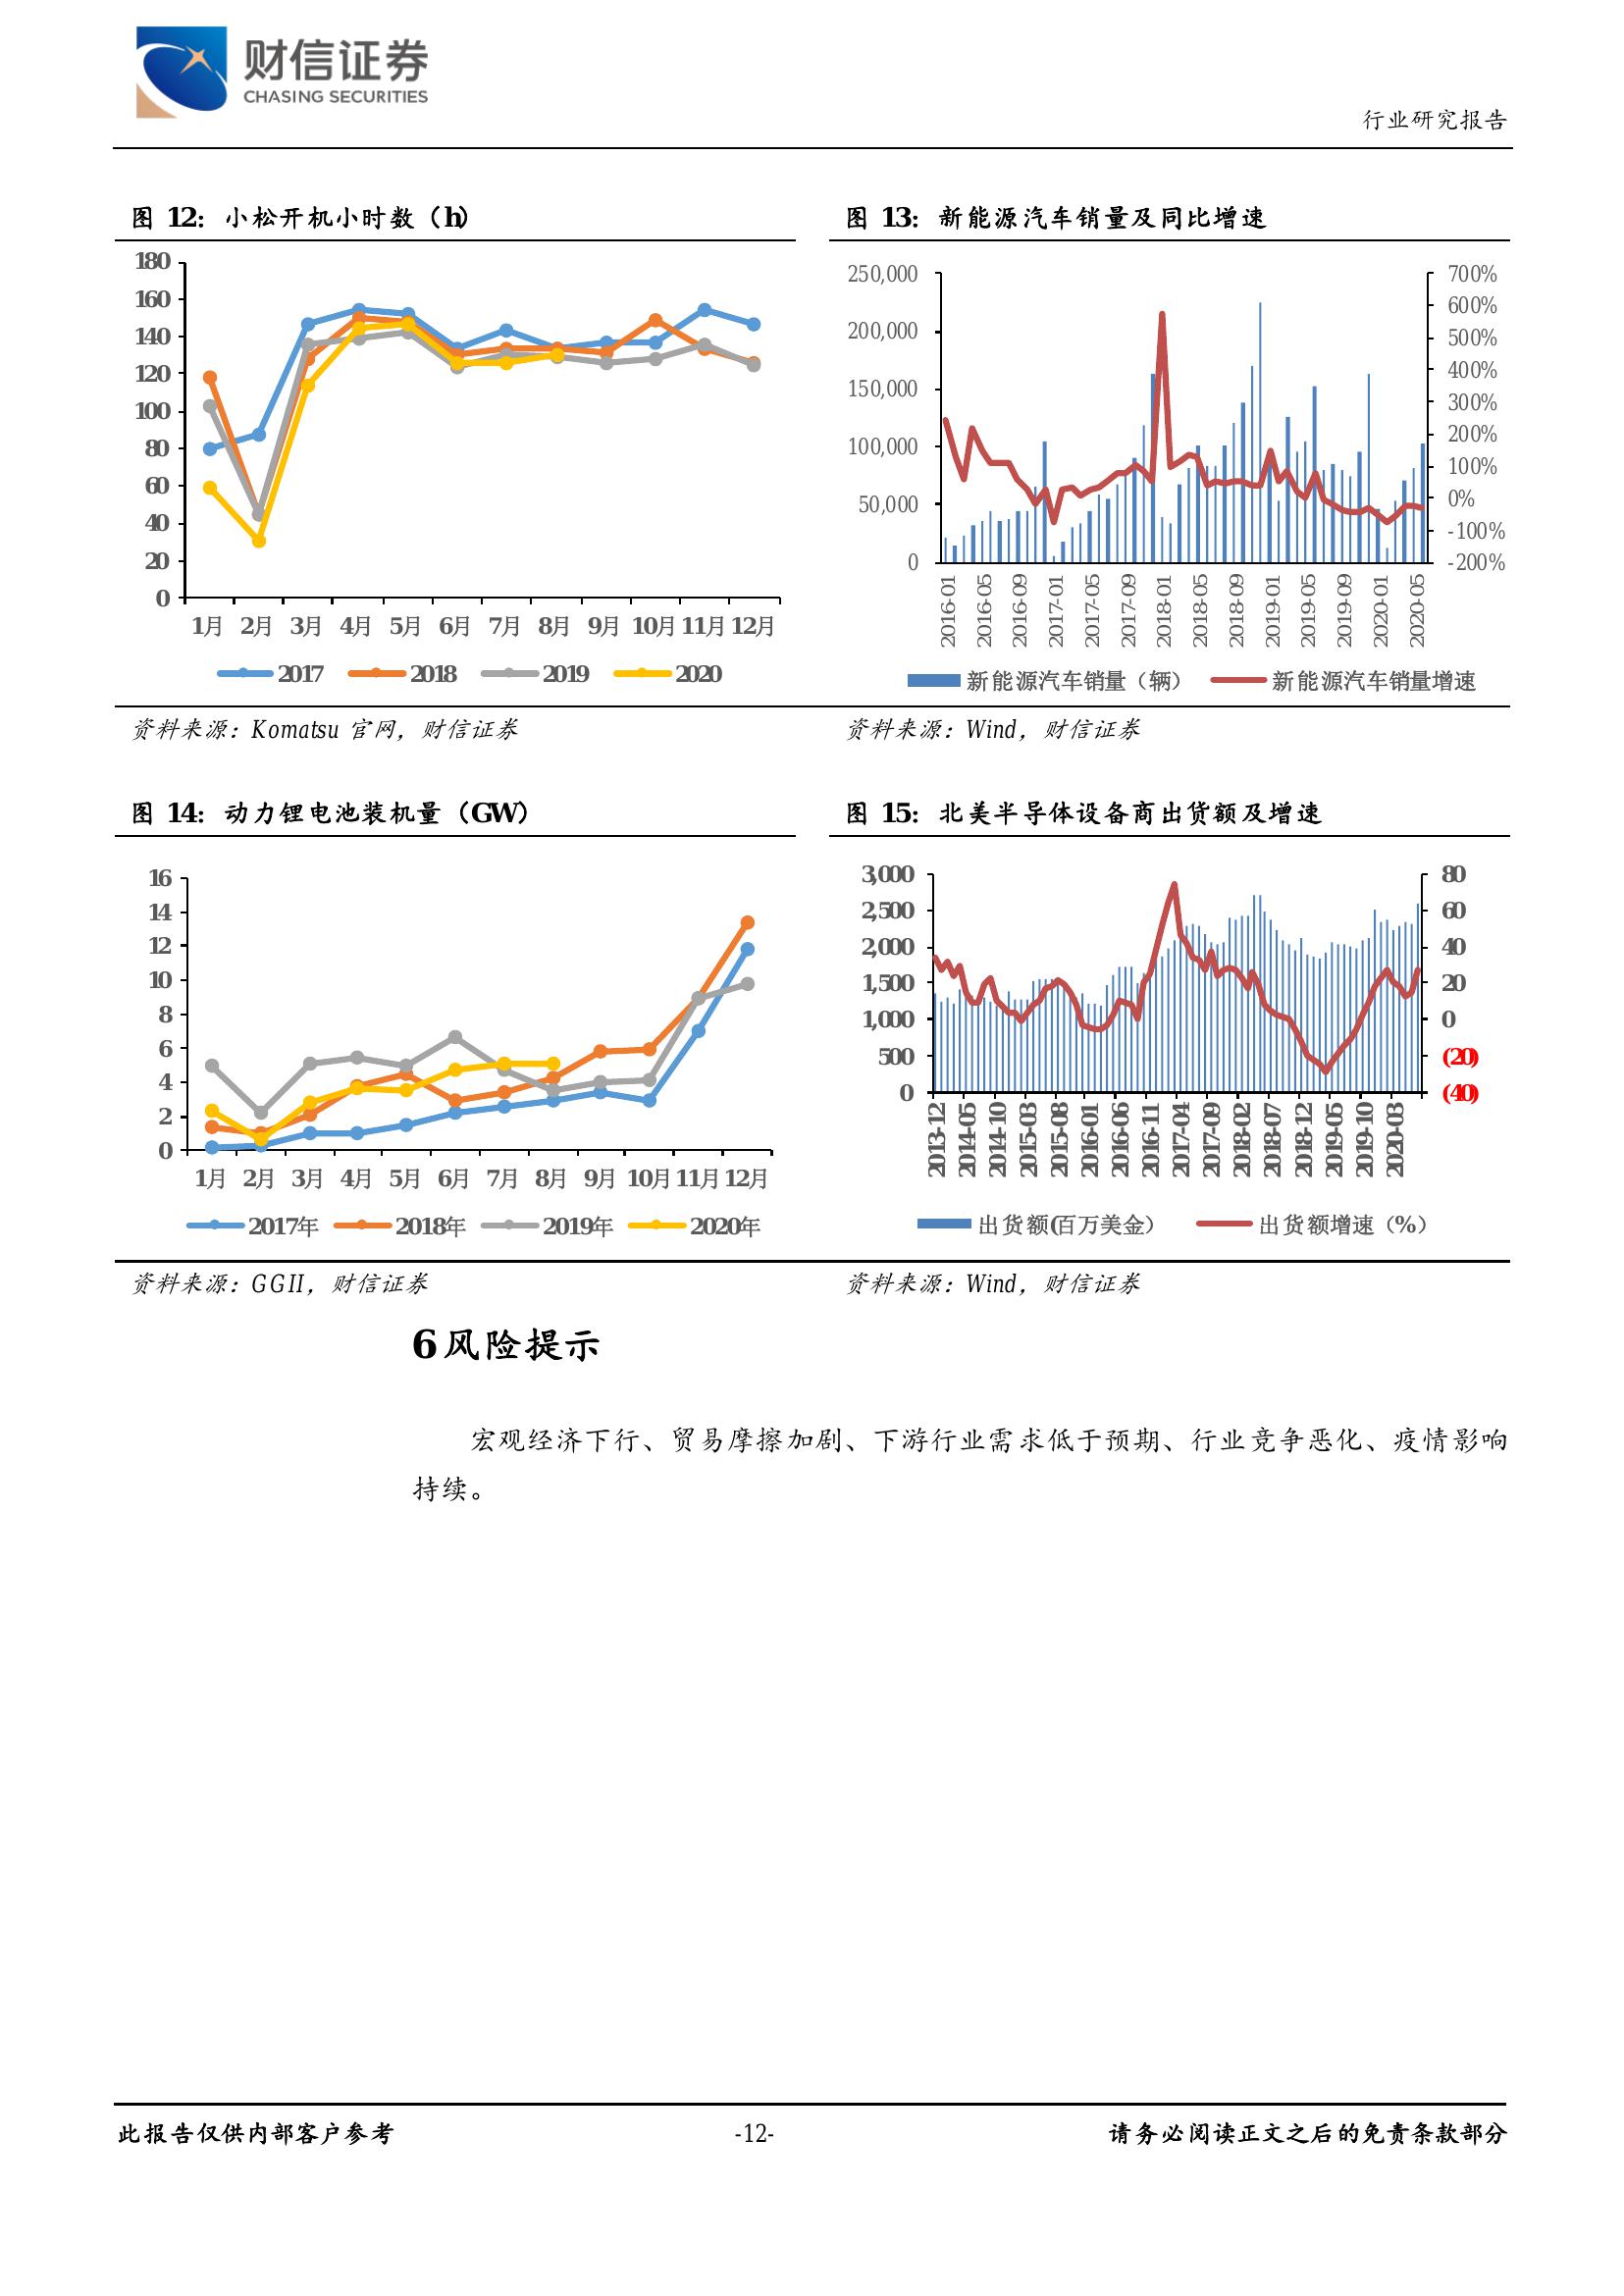 财信证券
CHASING SECURITIES
行业研究报告
图 12：小松开机小时数（h）
180
160
140
120
100
80
60
40
20
0
1月 2月 3月 4月 5月 6月 7月 8月 9月 10月 11月 12月
2017 2018 2019 2020
资料来源：Komatsu 官网，财信证券
图 13：新能源汽车销量及同比增速
250,000
200,000
150,000
100,000
50,000
0
700%
600%
500%
400%
300%
200%
100%
0%
-100%
-200%
2016-01 2016-05 2016-09 2017-01 2017-05 2017-09 2018-01 2018-05 2018-09 2019-01 2019-05 2019-09 2020-01 2020-05
新能源汽车销量（辆） 新能源汽车销量增速
资料来源：Wind，财信证券
图 14：动力锂电池装机量（GW）
16
14
12
10
8
6
4
2
0
1月 2月 3月 4月 5月 6月 7月 8月 9月 10月 11月 12月
2017年 2018年 2019年 2020年
资料来源：GGII，财信证券
图 15：北美半导体设备商出货额及增速
3,000
2,500
2,000
1,500
1,000
500
0
80
60
40
20
0
(20)
(40)
2013-12 2014-05 2014-10 2015-03 2015-08 2016-01 2016-06 2016-11 2017-04 2017-09 2018-02 2018-07 2018-12 2019-05 2019-10 2020-03
出货额(百万美金） 出货额增速（%）
资料来源：Wind，财信证券
6 风险提示
宏观经济下行、贸易摩擦加剧、下游行业需求低于预期、行业竞争恶化、疫情影响
持续。
此报告仅供内部客户参考 -12- 请务必阅读正文之后的免责条款部分